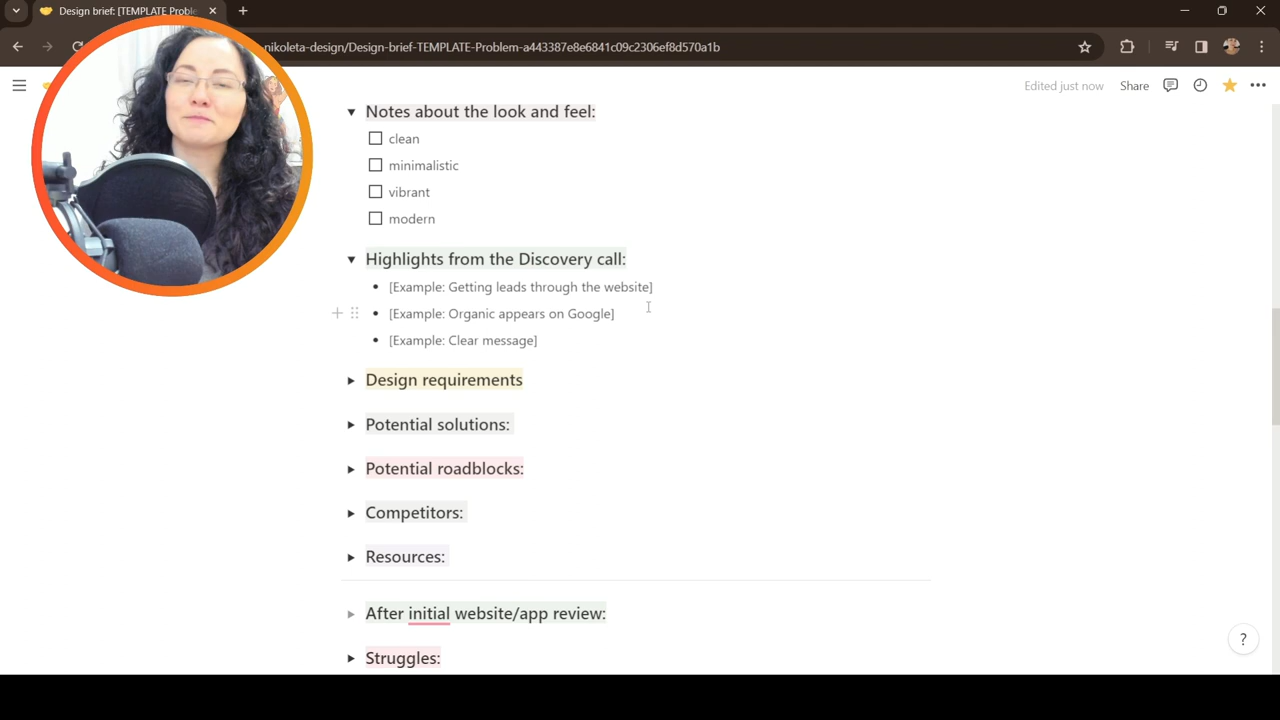 Design brief: [TEMPLATE Proble
nikoleta-design/Design-brief-TEMPLATE-Problem-a443387e8e6841c09c2306ef8d570a1b
Edited just now
Share
Notes about the look and feel:
clean
minimalistic
vibrant
modern
Highlights from the Discovery call:
• [Example: Getting leads through the website]
• [Example: Organic appears on Google]
• [Example: Clear message]
Design requirements
Potential solutions:
Potential roadblocks:
Competitors:
Resources:
After initial website/app review:
Struggles:
?